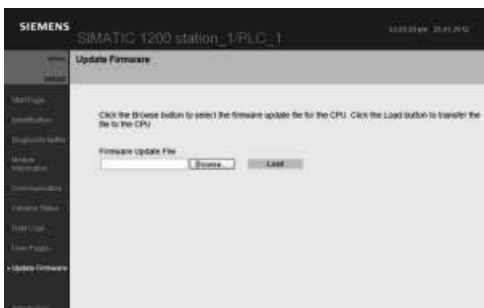 SIEMENS
SIMATIC 1200 station_1/PLC_1
Update Firmware
Start Page
Identification
Diagnostic Buffer
Module
Information
Communication
Variable Status
Data Logs
User Pages
Update Firmware
Click the Browse button to select the firmware update file for the CPU. Click the Load button to transfer the
file to the CPU.
Firmware Update File
Browse...
Load